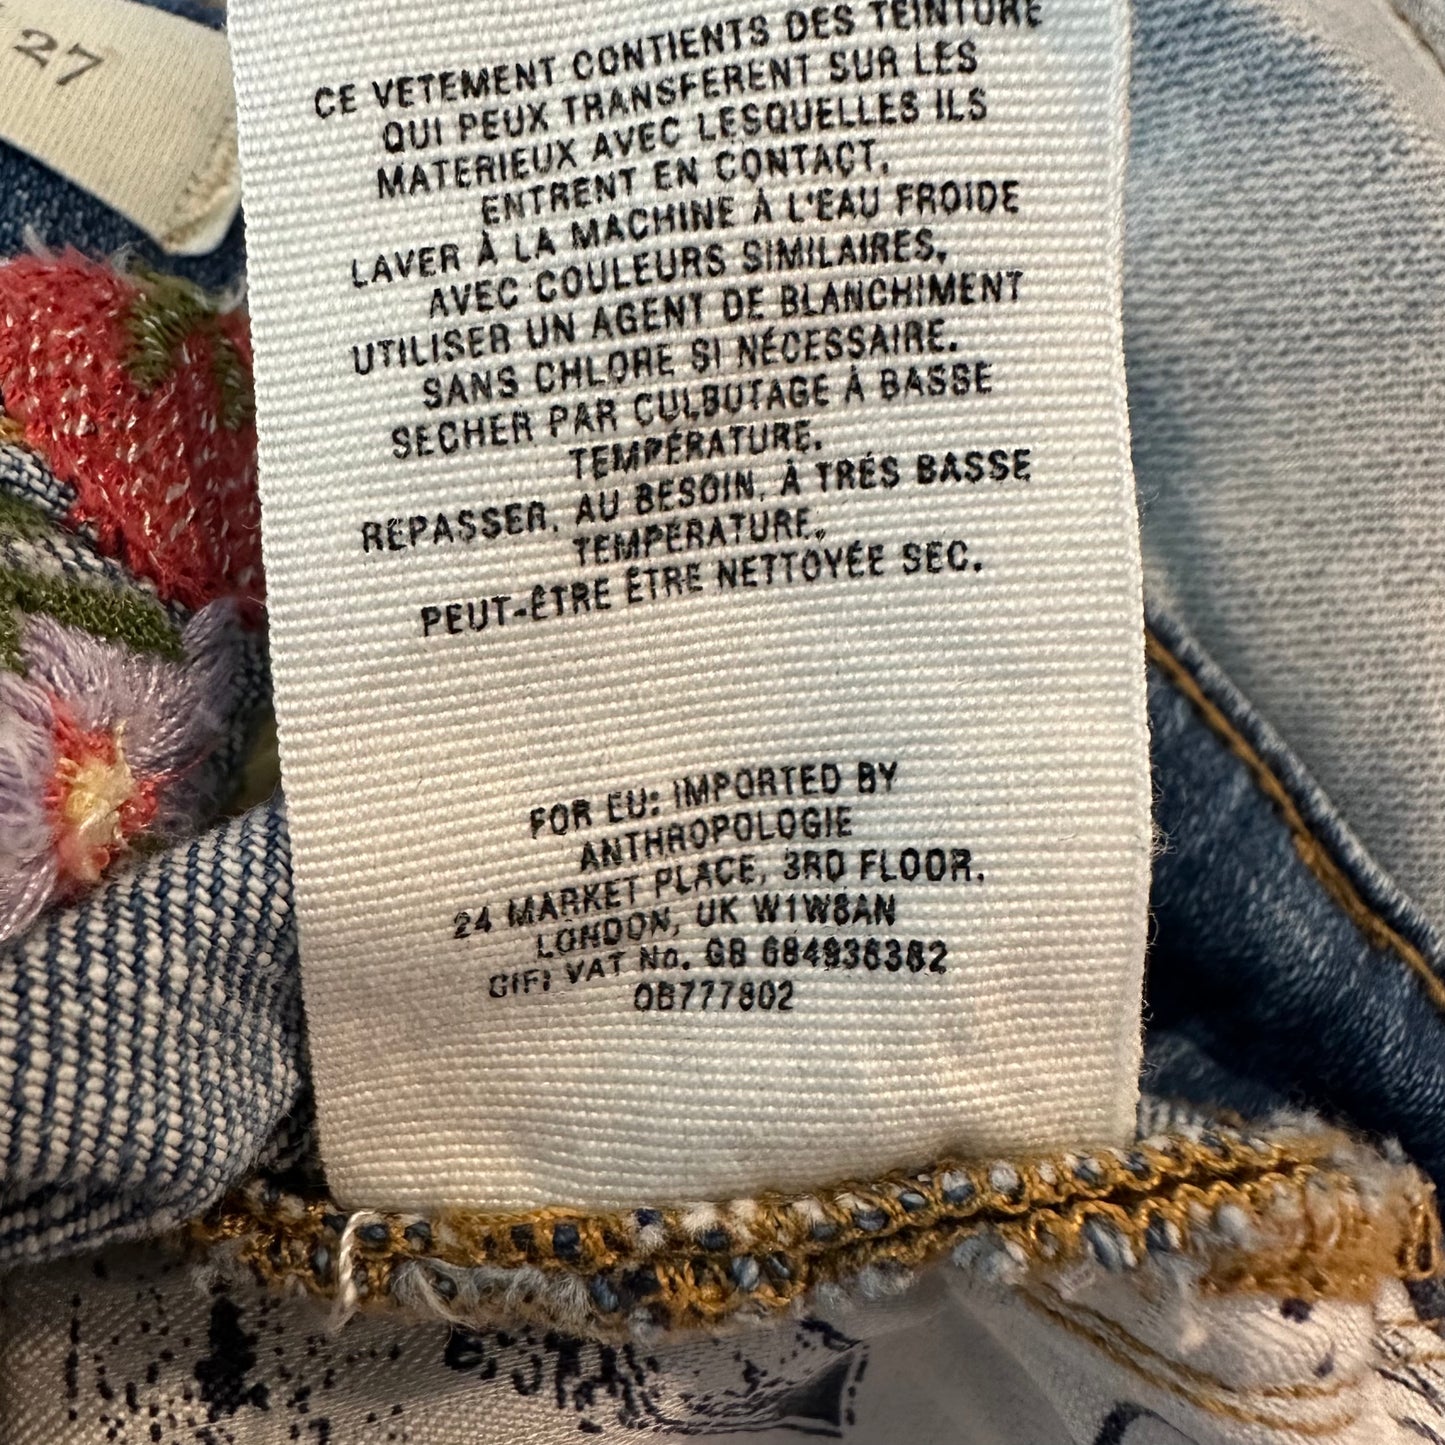 27
CE VETEMENT CONTIENTS DES TEINTURE
QUI PEUX TRANSFERENT SUR LES
MATERIEUX AVEC LESQUELLES ILS
ENTRENT EN CONTACT.
LAVER À LA MACHINE À L'EAU FROIDE
AVEC COULEURS SIMILAIRES,
UTILISER UN AGENT DE BLANCHIMENT
SANS CHLORE SI NÉCESSAIRE.
SECHER PAR CULBUTAGE À BASSE
TEMPÉRATURE.
REPASSER, AU BESOIN, À TRÉS BASSE
TEMPÉRATURE.
PEUT-ÊTRE ÊTRE NETTOYÉE SEC.
FOR EU: IMPORTED BY
ANTHROPOLOGIE
24 MARKET PLACE, 3RD FLOOR,
LONDON, UK W1W8AN
VAT No. GB 684936382
OB777802